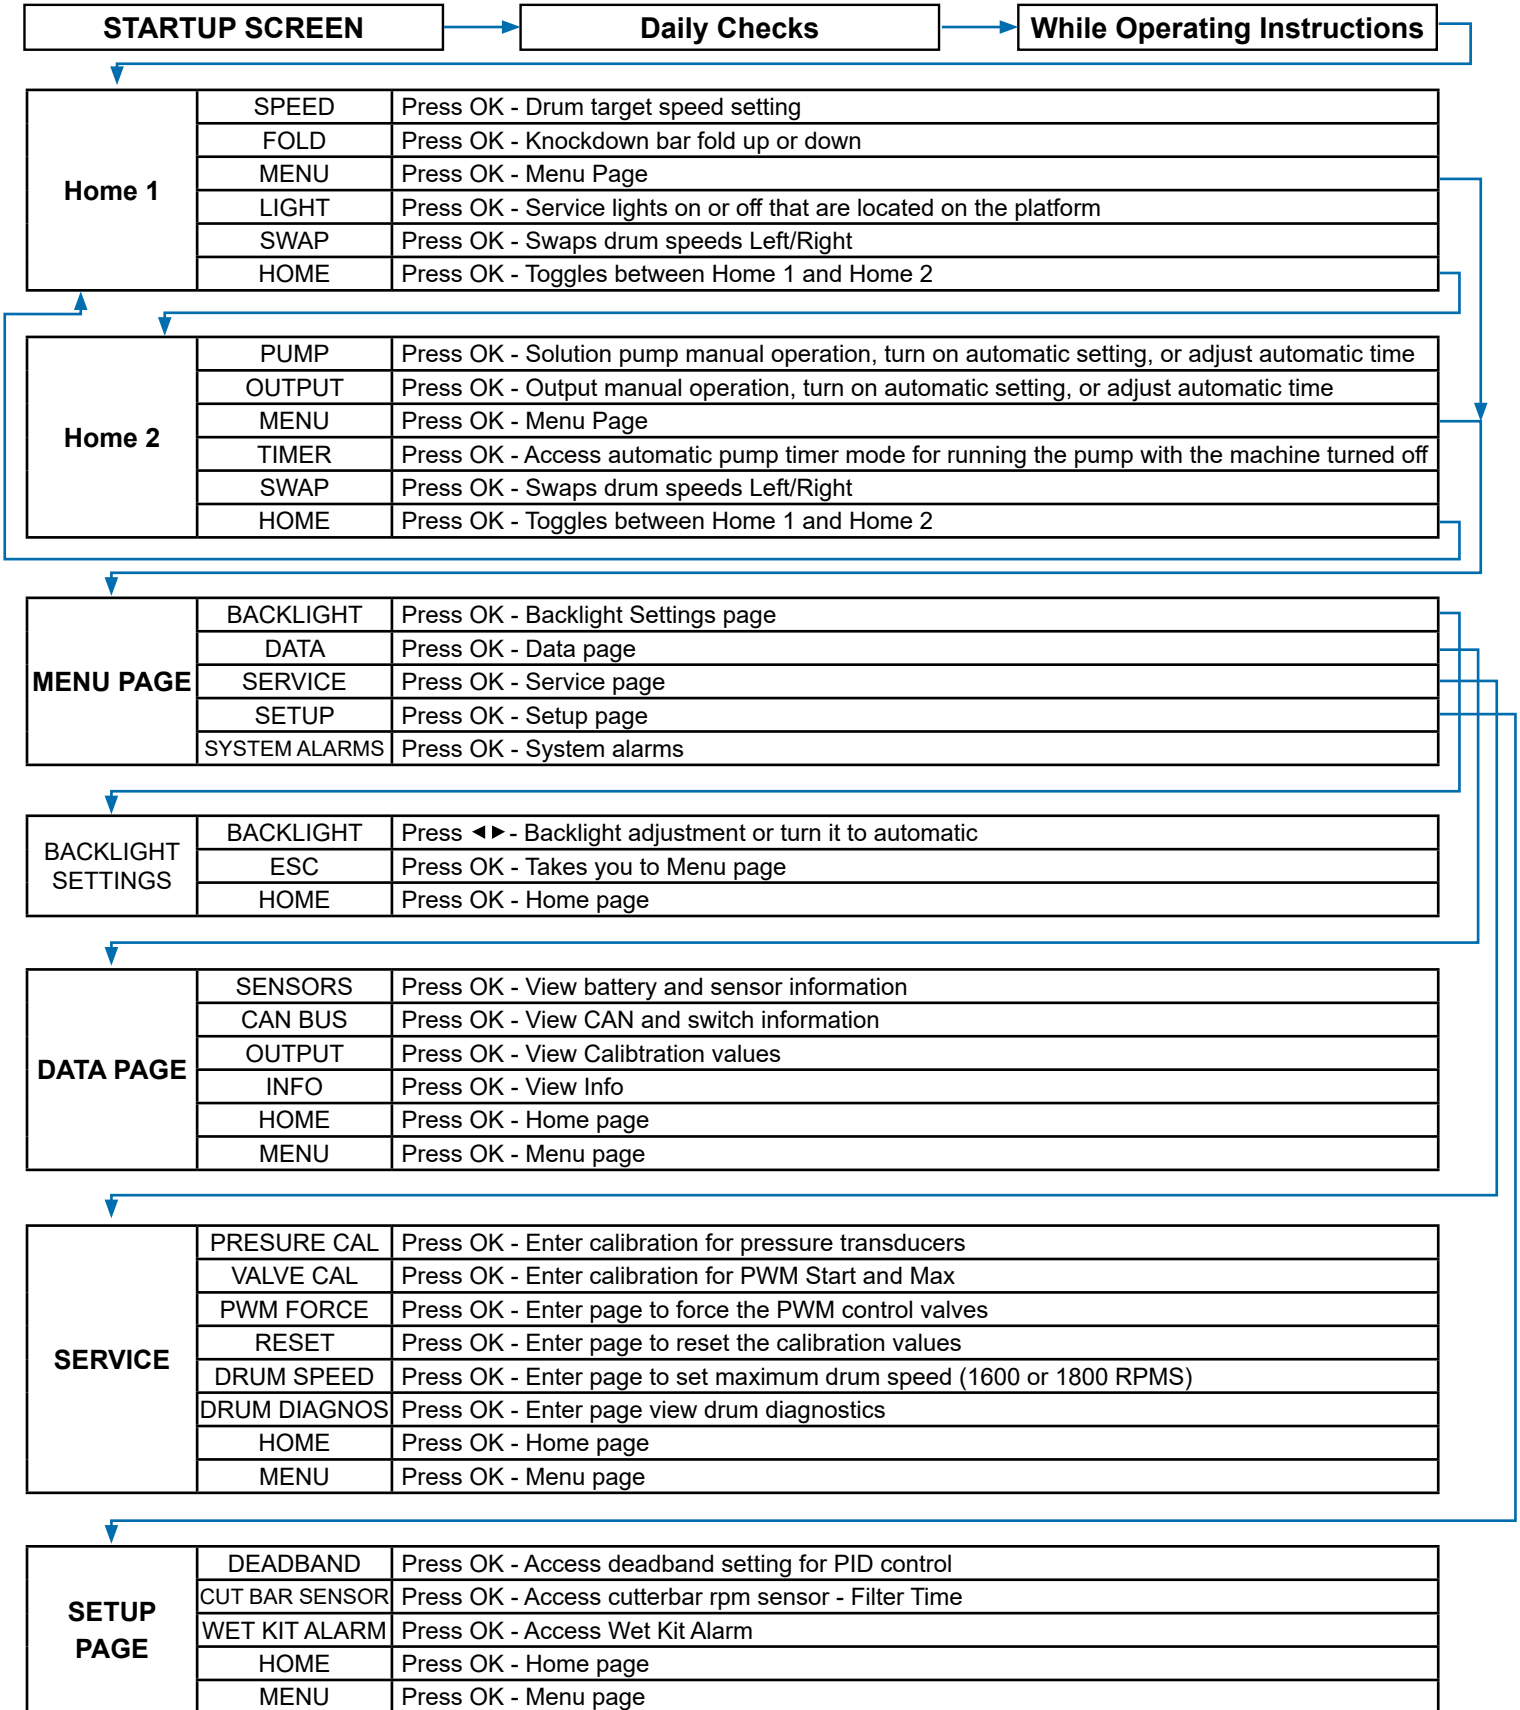 STARTUP SCREEN
Daily Checks
While Operating Instructions
Home 1
SPEED Press OK - Drum target speed setting
FOLD Press OK - Knockdown bar fold up or down
MENU Press OK - Menu Page
LIGHT Press OK - Service lights on or off that are located on the platform
SWAP Press OK - Swaps drum speeds Left/Right
HOME Press OK - Toggles between Home 1 and Home 2
Home 2
PUMP Press OK - Solution pump manual operation, turn on automatic setting, or adjust automatic time
OUTPUT Press OK - Output manual operation, turn on automatic setting, or adjust automatic time
MENU Press OK - Menu Page
TIMER Press OK - Access automatic pump timer mode for running the pump with the machine turned off
SWAP Press OK - Swaps drum speeds Left/Right
HOME Press OK - Toggles between Home 1 and Home 2
MENU PAGE
BACKLIGHT Press OK - Backlight Settings page
DATA Press OK - Data page
SERVICE Press OK - Service page
SETUP Press OK - Setup page
SYSTEM ALARMS Press OK - System alarms
BACKLIGHT
SETTINGS
BACKLIGHT Press ◄► - Backlight adjustment or turn it to automatic
ESC Press OK - Takes you to Menu page
HOME Press OK - Home page
DATA PAGE
SENSORS Press OK - View battery and sensor information
CAN BUS Press OK - View CAN and switch information
OUTPUT Press OK - View Calibtration values
INFO Press OK - View Info
HOME Press OK - Home page
MENU Press OK - Menu page
SERVICE
PRESURE CAL Press OK - Enter calibration for pressure transducers
VALVE CAL Press OK - Enter calibration for PWM Start and Max
PWM FORCE Press OK - Enter page to force the PWM control valves
RESET Press OK - Enter page to reset the calibration values
DRUM SPEED Press OK - Enter page to set maximum drum speed (1600 or 1800 RPMS)
DRUM DIAGNOS Press OK - Enter page view drum diagnostics
HOME Press OK - Home page
MENU Press OK - Menu page
SETUP
PAGE
DEADBAND Press OK - Access deadband setting for PID control
CUT BAR SENSOR Press OK - Access cutterbar rpm sensor - Filter Time
WET KIT ALARM Press OK - Access Wet Kit Alarm
HOME Press OK - Home page
MENU Press OK - Menu page